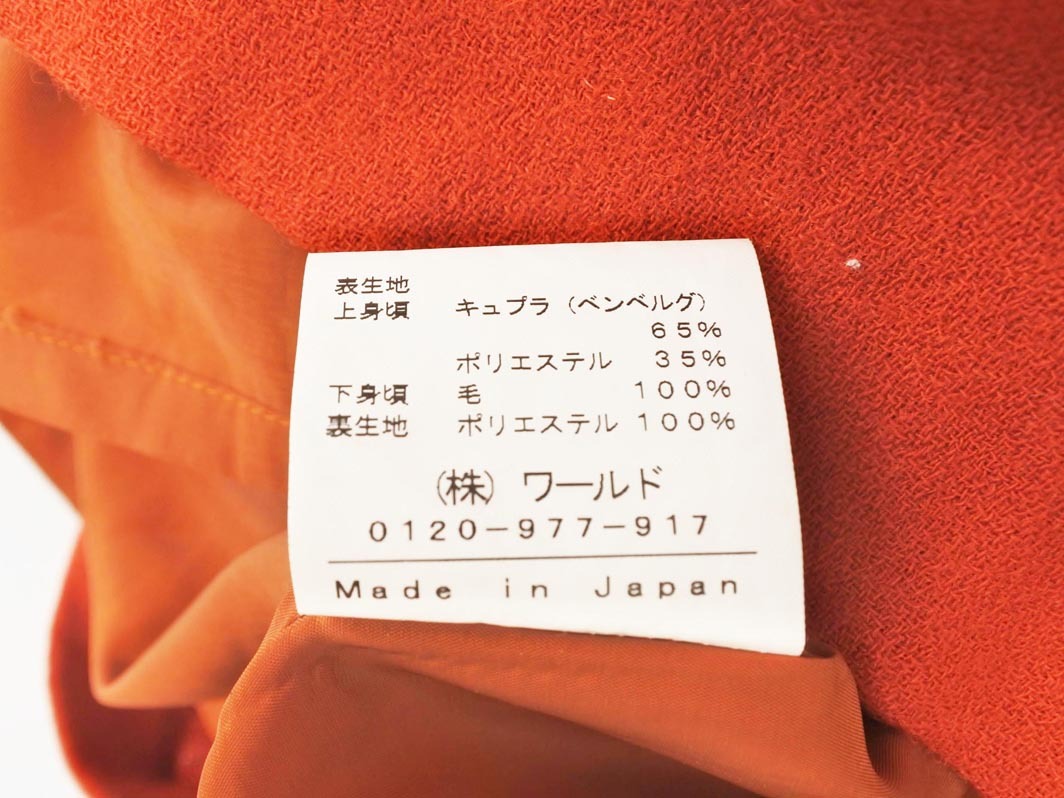 表生地
上身頃 キュプラ（ベンベルグ）
65%
ポリエステル 35%
下身頃 毛 100%
裏生地 ポリエステル 100%
（株）ワールド
0120-977-917
Made in Japan